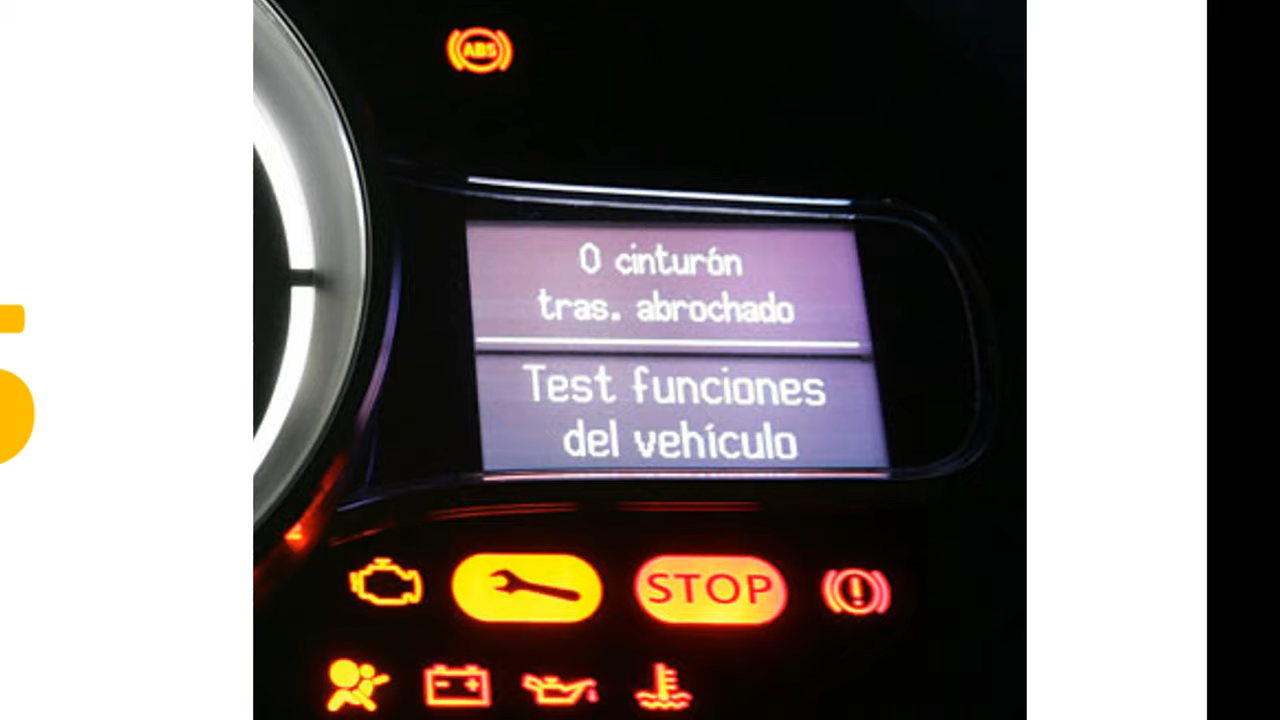 ABS
0 cinturón
tras. abrochado
Test funciones
del vehículo
STOP